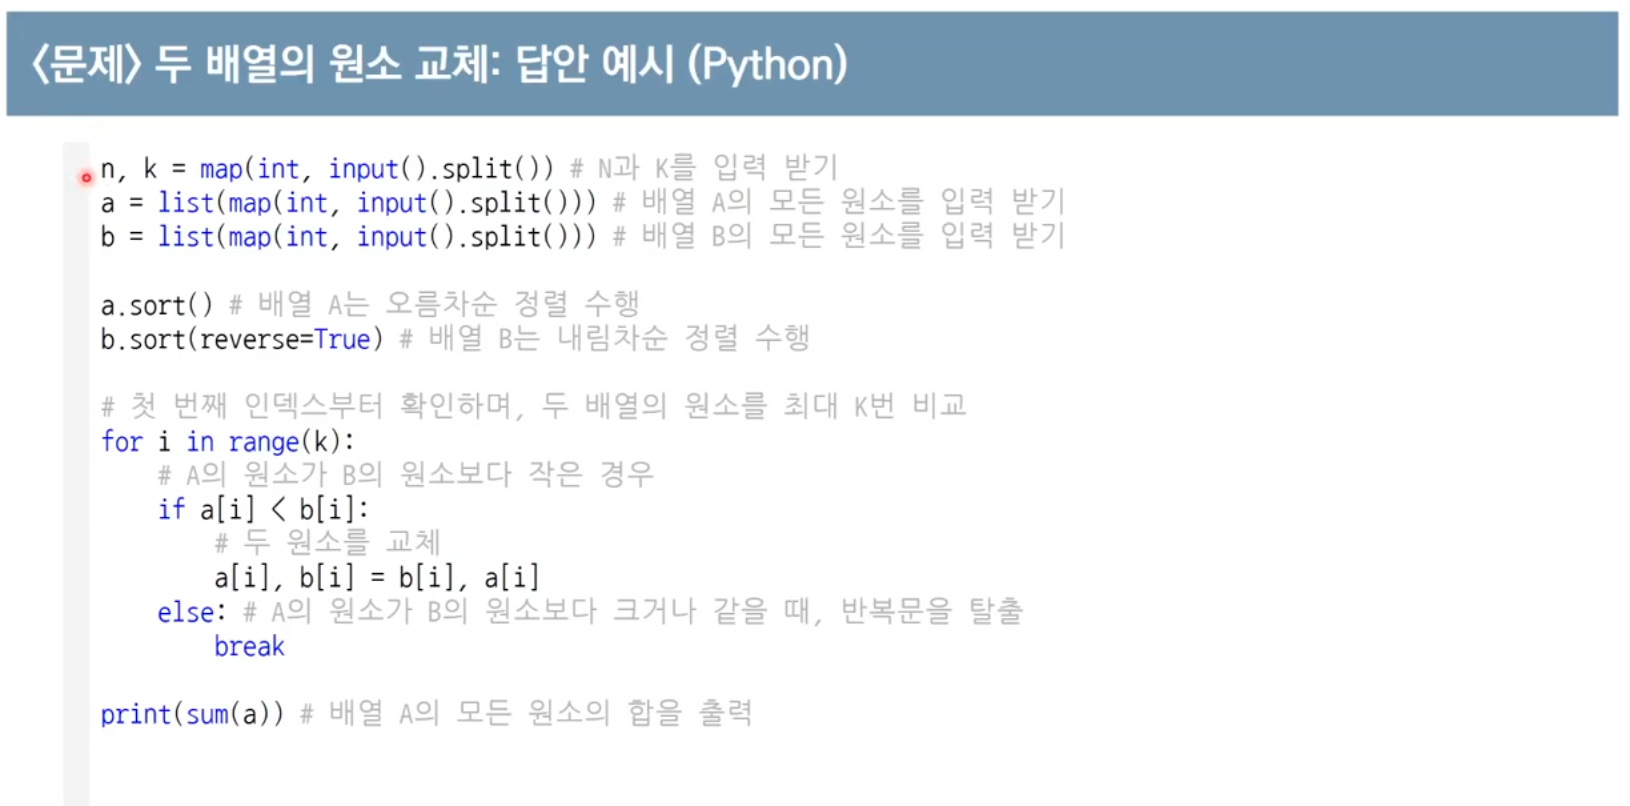 <문제> 두 배열의 원소 교체: 답안 예시 (Python)
n, k = map(int, input().split()) # N과 K를 입력 받기
a = list(map(int, input().split())) # 배열 A의 모든 원소를 입력 받기
b = list(map(int, input().split())) # 배열 B의 모든 원소를 입력 받기

a.sort() # 배열 A는 오름차순 정렬 수행
b.sort(reverse=True) # 배열 B는 내림차순 정렬 수행

# 첫 번째 인덱스부터 확인하며, 두 배열의 원소를 최대 K번 비교
for i in range(k):
    # A의 원소가 B의 원소보다 작은 경우
    if a[i] < b[i]:
        # 두 원소를 교체
        a[i], b[i] = b[i], a[i]
    else: # A의 원소가 B의 원소보다 크거나 같을 때, 반복문을 탈출
        break

print(sum(a)) # 배열 A의 모든 원소의 합을 출력